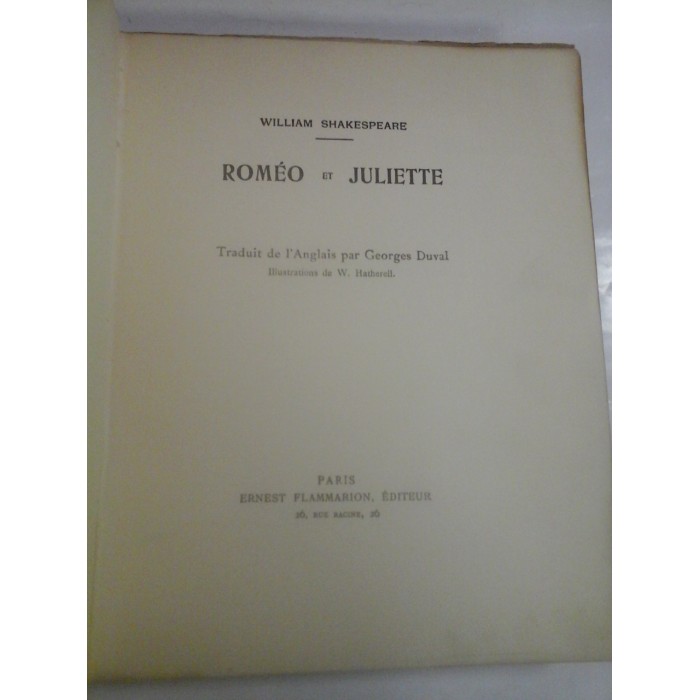 WILLIAM SHAKESPEARE
ROMÉO ET JULIETTE
Traduit de l'Anglais par Georges Duval
Illustrations de W. Hatherell.
PARIS
ERNEST FLAMMARION, ÉDITEUR
26, RUE RACINE, 26